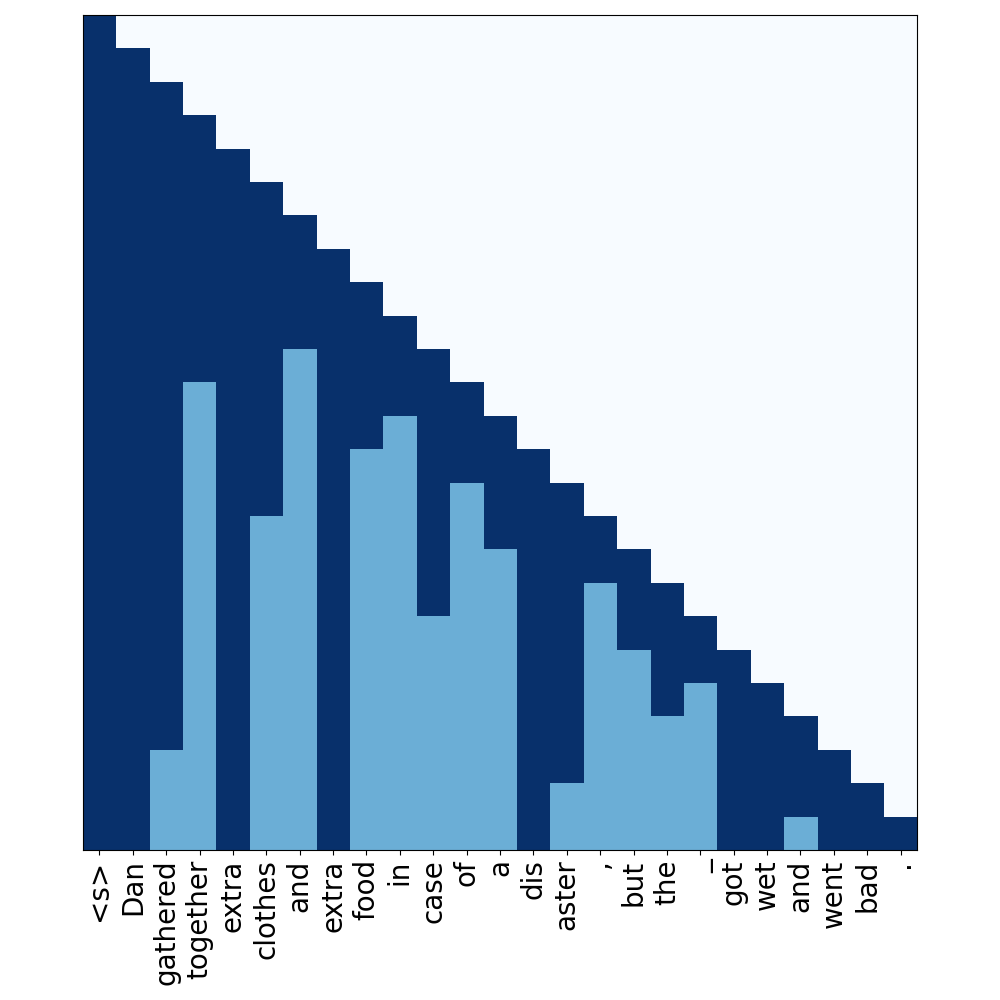 <s> Dan gathered together extra clothes and extra food in case of a dis aster , but the _ got wet and went bad .